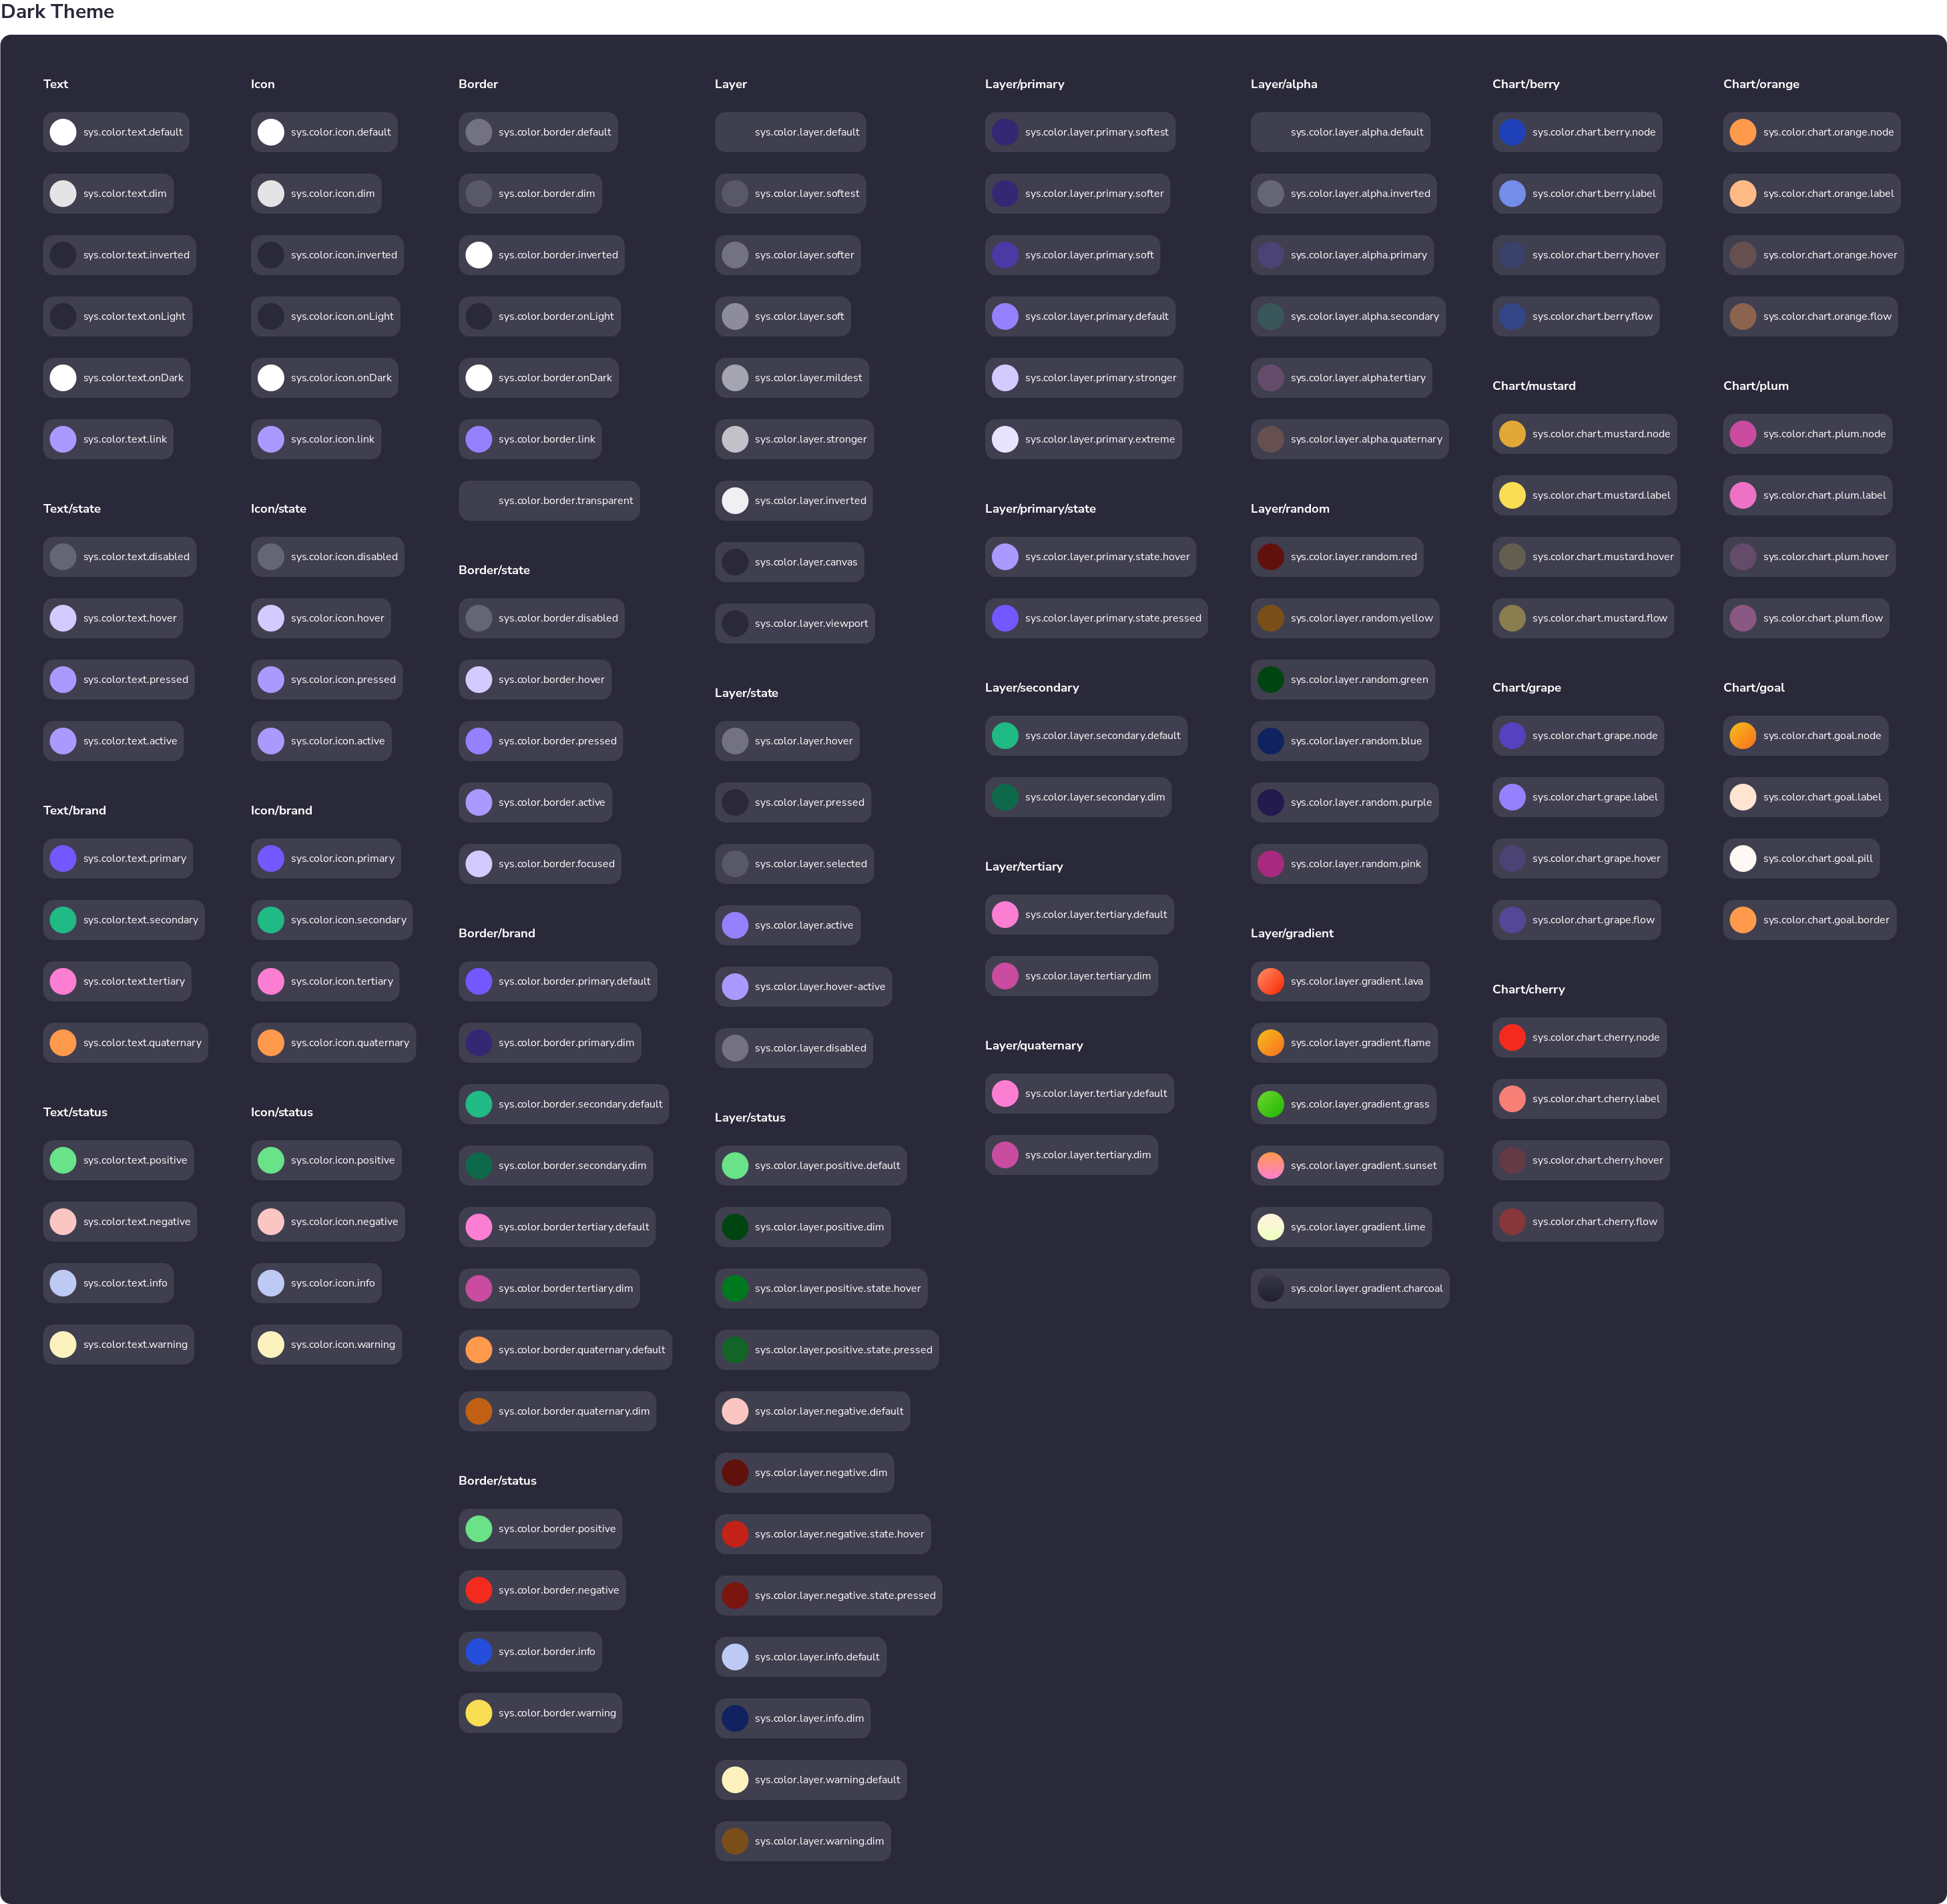 Dark Theme
Text
sys.color.text.default
sys.color.text.dim
sys.color.text.inverted
sys.color.text.onLight
sys.color.text.onDark
sys.color.text.link
Text/state
sys.color.text.disabled
sys.color.text.hover
sys.color.text.pressed
sys.color.text.active
Text/brand
sys.color.text.primary
sys.color.text.secondary
sys.color.text.tertiary
sys.color.text.quaternary
Text/status
sys.color.text.positive
sys.color.text.negative
sys.color.text.info
sys.color.text.warning
Icon
sys.color.icon.default
sys.color.icon.dim
sys.color.icon.inverted
sys.color.icon.onLight
sys.color.icon.onDark
sys.color.icon.link
Icon/state
sys.color.icon.disabled
sys.color.icon.hover
sys.color.icon.pressed
sys.color.icon.active
Icon/brand
sys.color.icon.primary
sys.color.icon.secondary
sys.color.icon.tertiary
sys.color.icon.quaternary
Icon/status
sys.color.icon.positive
sys.color.icon.negative
sys.color.icon.info
sys.color.icon.warning
Border
sys.color.border.default
sys.color.border.dim
sys.color.border.inverted
sys.color.border.onLight
sys.color.border.onDark
sys.color.border.link
sys.color.border.transparent
Border/state
sys.color.border.disabled
sys.color.border.hover
sys.color.border.pressed
sys.color.border.active
sys.color.border.focused
Border/brand
sys.color.border.primary.default
sys.color.border.primary.dim
sys.color.border.secondary.default
sys.color.border.secondary.dim
sys.color.border.tertiary.default
sys.color.border.tertiary.dim
sys.color.border.quaternary.default
sys.color.border.quaternary.dim
Border/status
sys.color.border.positive
sys.color.border.negative
sys.color.border.info
sys.color.border.warning
Layer
sys.color.layer.default
sys.color.layer.softest
sys.color.layer.softer
sys.color.layer.soft
sys.color.layer.mildest
sys.color.layer.stronger
sys.color.layer.inverted
sys.color.layer.canvas
sys.color.layer.viewport
Layer/state
sys.color.layer.hover
sys.color.layer.pressed
sys.color.layer.selected
sys.color.layer.active
sys.color.layer.hover-active
sys.color.layer.disabled
Layer/status
sys.color.layer.positive.default
sys.color.layer.positive.dim
sys.color.layer.positive.state.hover
sys.color.layer.positive.state.pressed
sys.color.layer.negative.default
sys.color.layer.negative.dim
sys.color.layer.negative.state.hover
sys.color.layer.negative.state.pressed
sys.color.layer.info.default
sys.color.layer.info.dim
sys.color.layer.warning.default
sys.color.layer.warning.dim
Layer/primary
sys.color.layer.primary.softest
sys.color.layer.primary.softer
sys.color.layer.primary.soft
sys.color.layer.primary.default
sys.color.layer.primary.stronger
sys.color.layer.primary.extreme
Layer/primary/state
sys.color.layer.primary.state.hover
sys.color.layer.primary.state.pressed
Layer/secondary
sys.color.layer.secondary.default
sys.color.layer.secondary.dim
Layer/tertiary
sys.color.layer.tertiary.default
sys.color.layer.tertiary.dim
Layer/quaternary
sys.color.layer.tertiary.default
sys.color.layer.tertiary.dim
Layer/alpha
sys.color.layer.alpha.default
sys.color.layer.alpha.inverted
sys.color.layer.alpha.primary
sys.color.layer.alpha.secondary
sys.color.layer.alpha.tertiary
sys.color.layer.alpha.quaternary
Layer/random
sys.color.layer.random.red
sys.color.layer.random.yellow
sys.color.layer.random.green
sys.color.layer.random.blue
sys.color.layer.random.purple
sys.color.layer.random.pink
Layer/gradient
sys.color.layer.gradient.lava
sys.color.layer.gradient.flame
sys.color.layer.gradient.grass
sys.color.layer.gradient.sunset
sys.color.layer.gradient.lime
sys.color.layer.gradient.charcoal
Chart/berry
sys.color.chart.berry.node
sys.color.chart.berry.label
sys.color.chart.berry.hover
sys.color.chart.berry.flow
Chart/mustard
sys.color.chart.mustard.node
sys.color.chart.mustard.label
sys.color.chart.mustard.hover
sys.color.chart.mustard.flow
Chart/grape
sys.color.chart.grape.node
sys.color.chart.grape.label
sys.color.chart.grape.hover
sys.color.chart.grape.flow
Chart/cherry
sys.color.chart.cherry.node
sys.color.chart.cherry.label
sys.color.chart.cherry.hover
sys.color.chart.cherry.flow
Chart/orange
sys.color.chart.orange.node
sys.color.chart.orange.label
sys.color.chart.orange.hover
sys.color.chart.orange.flow
Chart/plum
sys.color.chart.plum.node
sys.color.chart.plum.label
sys.color.chart.plum.hover
sys.color.chart.plum.flow
Chart/goal
sys.color.chart.goal.node
sys.color.chart.goal.label
sys.color.chart.goal.pill
sys.color.chart.goal.border